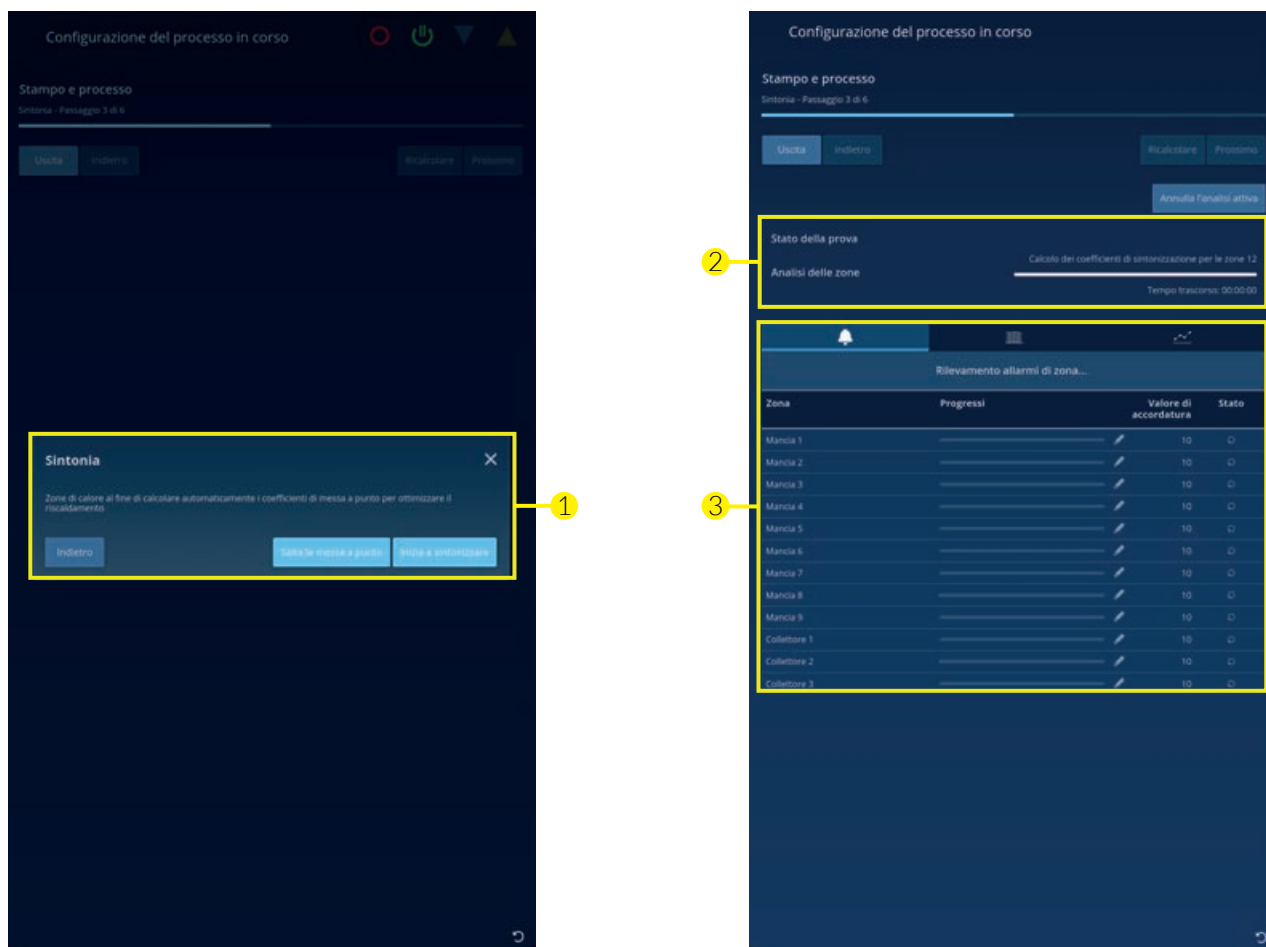 Configurazione del processo in corso
Stampo e processo
Sintonia - Passaggio 3 di 6
Uscita
Indietro
Ricalcolare
Prossimo
Sintonia
Zone di calore al fine di calcolare automaticamente i coefficienti di messa a punto per ottimizzare il
riscaldamento
Indietro
Salta le messa a punto
Inizia a sintonizzare
1
Configurazione del processo in corso
Stampo e processo
Sintonia - Passaggio 3 di 6
Uscita
Indietro
Ricalcolare
Prossimo
Annulla l'analisi attiva
2
Stato della prova
Calcolo dei coefficienti di sintonizzazione per le zone 12
Analisi delle zone
Tempo trascorso: 00:00:00
3
Rilevamento allarmi di zona...
Zona Progressi Valore di accordatura Stato
Mancia 1 10
Mancia 2 10
Mancia 3 10
Mancia 4 10
Mancia 5 10
Mancia 6 10
Mancia 7 10
Mancia 8 10
Mancia 9 10
Collettore 1 10
Collettore 2 10
Collettore 3 10